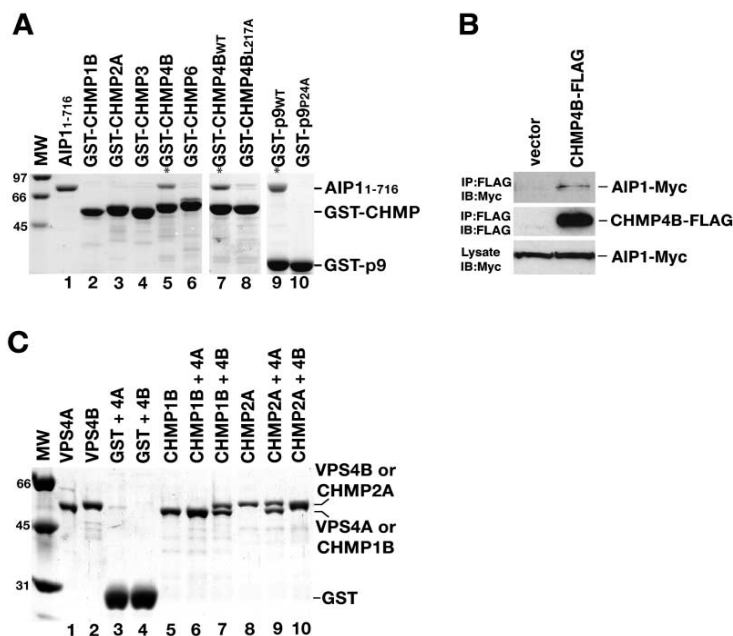 A
MW
AIP11-716
GST-CHMP1B
GST-CHMP2A
GST-CHMP3
*GST-CHMP4B
GST-CHMP6
*GST-CHMP4BWT
GST-CHMP4BL217A
*GST-p9WT
GST-p9P24A
97
66
45
AIP11-716
GST-CHMP
GST-p9
1 2 3 4 5 6 7 8 9 10
B
vector
CHMP4B-FLAG
IP:FLAG
IB:Myc
AIP1-Myc
IP:FLAG
IB:FLAG
CHMP4B-FLAG
Lysate
IB:Myc
AIP1-Myc
C
MW
VPS4A
VPS4B
GST + 4A
GST + 4B
CHMP1B
CHMP1B + 4A
CHMP1B + 4B
CHMP2A
CHMP2A + 4A
CHMP2A + 4B
66
45
31
VPS4B or
CHMP2A
VPS4A or
CHMP1B
GST
1 2 3 4 5 6 7 8 9 10